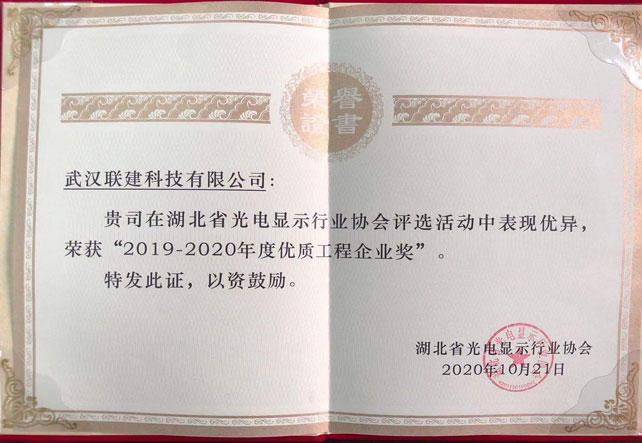 榮譽
證書
武汉联建科技有限公司：
贵司在湖北省光电显示行业协会评选活动中表现优异，
荣获“2019-2020年度优质工程企业奖”。
特发此证，以资鼓励。
湖北省光电显示行业协会
2020年10月21日